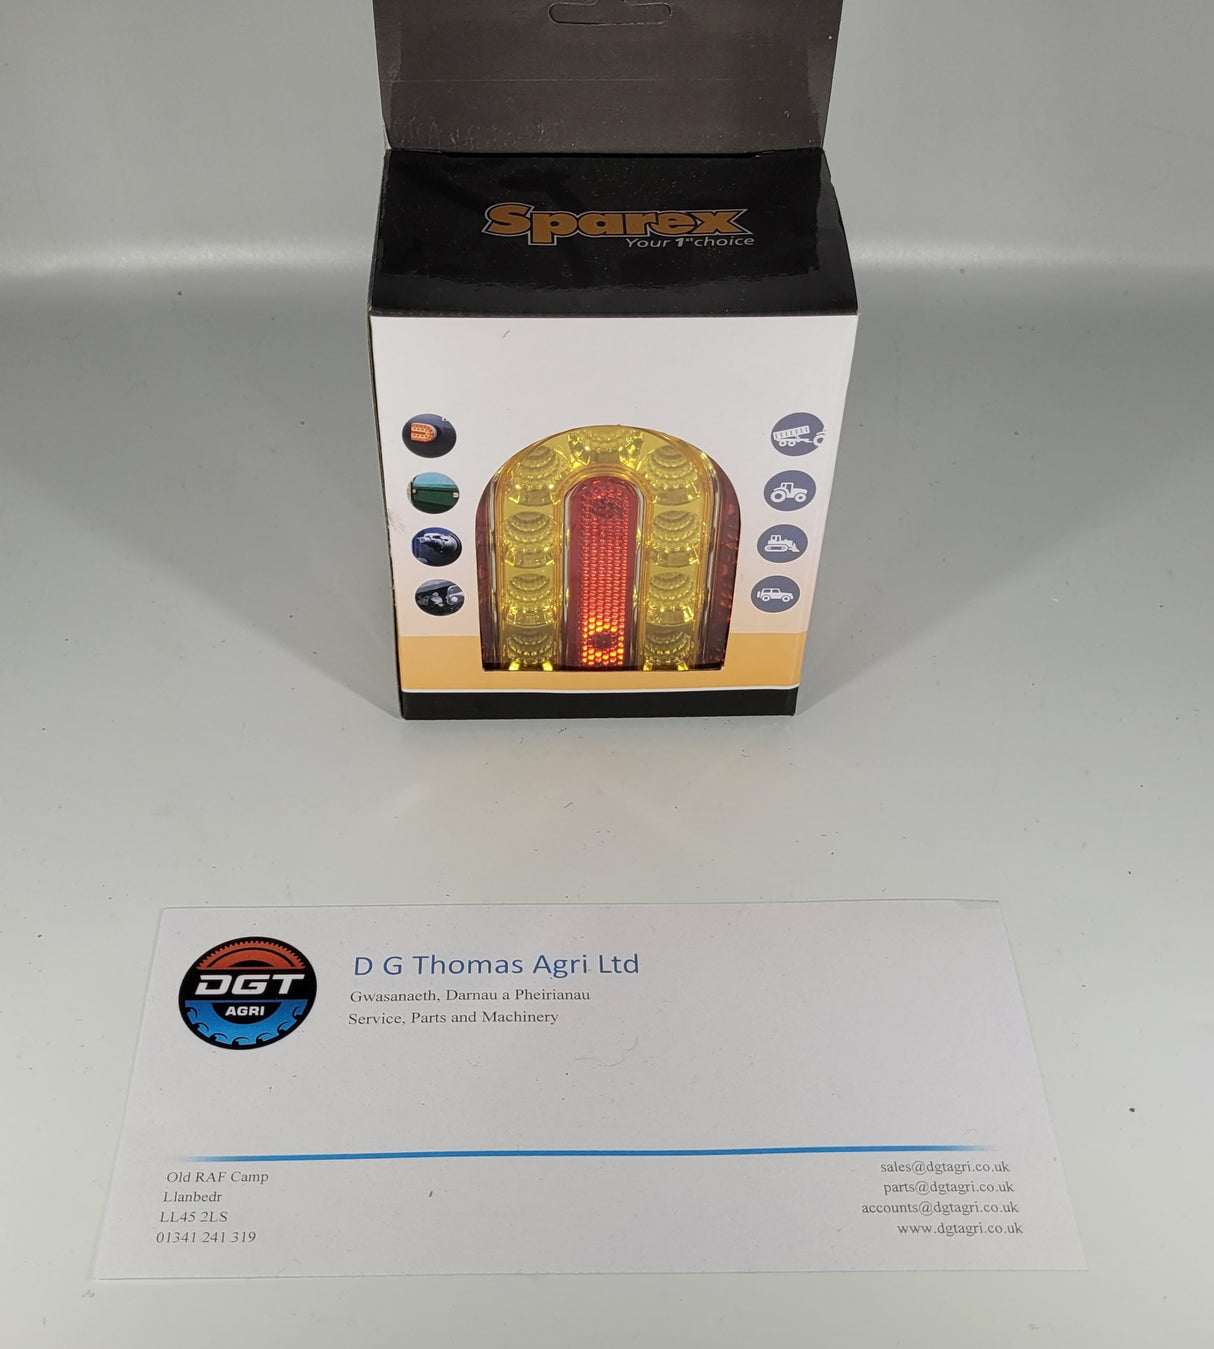 Sparex
Your 1st choice
DGT
AGRI
D G Thomas Agri Ltd
Gwasanaeth, Darnau a Pheirianau
Service, Parts and Machinery
Old RAF Camp
Llanbedr
LL45 2LS
01341 241 319
sales@dgtagri.co.uk
parts@dgtagri.co.uk
accounts@dgtagri.co.uk
www.dgtagri.co.uk